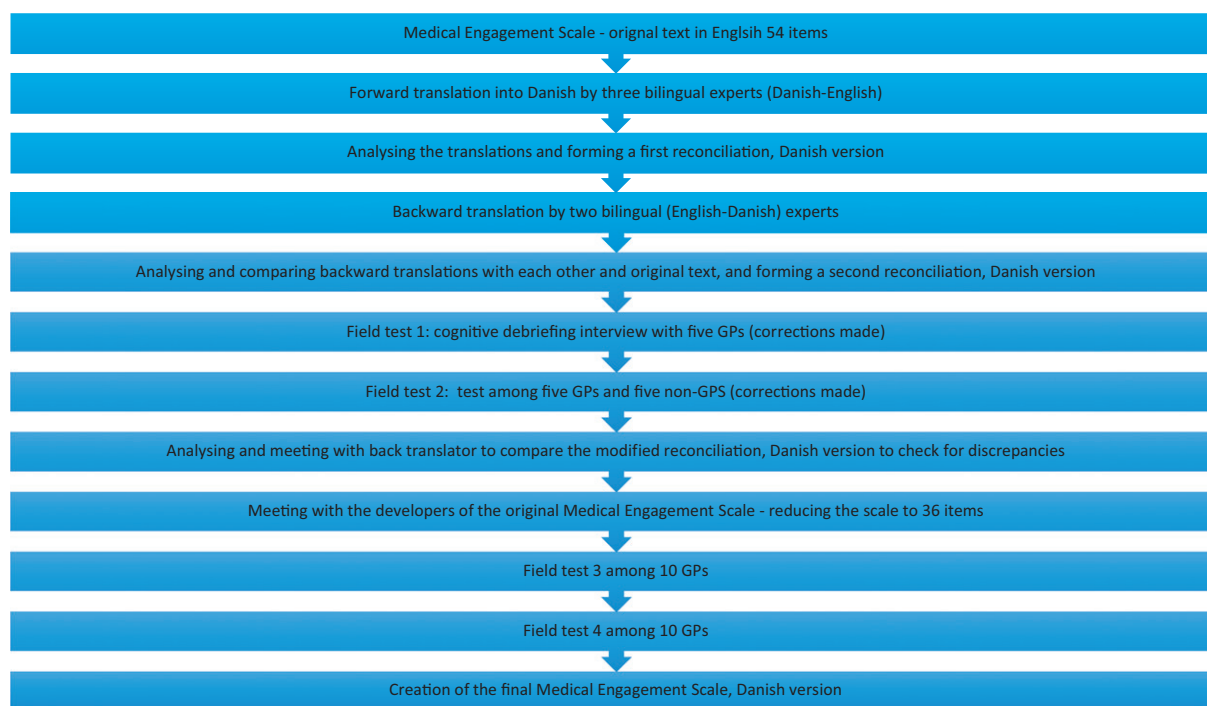 Medical Engagement Scale - orignal text in Englsih 54 items
Forward translation into Danish by three bilingual experts (Danish-English)
Analysing the translations and forming a first reconciliation, Danish version
Backward translation by two bilingual (English-Danish) experts
Analysing and comparing backward translations with each other and original text, and forming a second reconciliation, Danish version
Field test 1: cognitive debriefing interview with five GPs (corrections made)
Field test 2:  test among five GPs and five non-GPS (corrections made)
Analysing and meeting with back translator to compare the modified reconciliation, Danish version to check for discrepancies
Meeting with the developers of the original Medical Engagement Scale - reducing the scale to 36 items
Field test 3 among 10 GPs
Field test 4 among 10 GPs
Creation of the final Medical Engagement Scale, Danish version